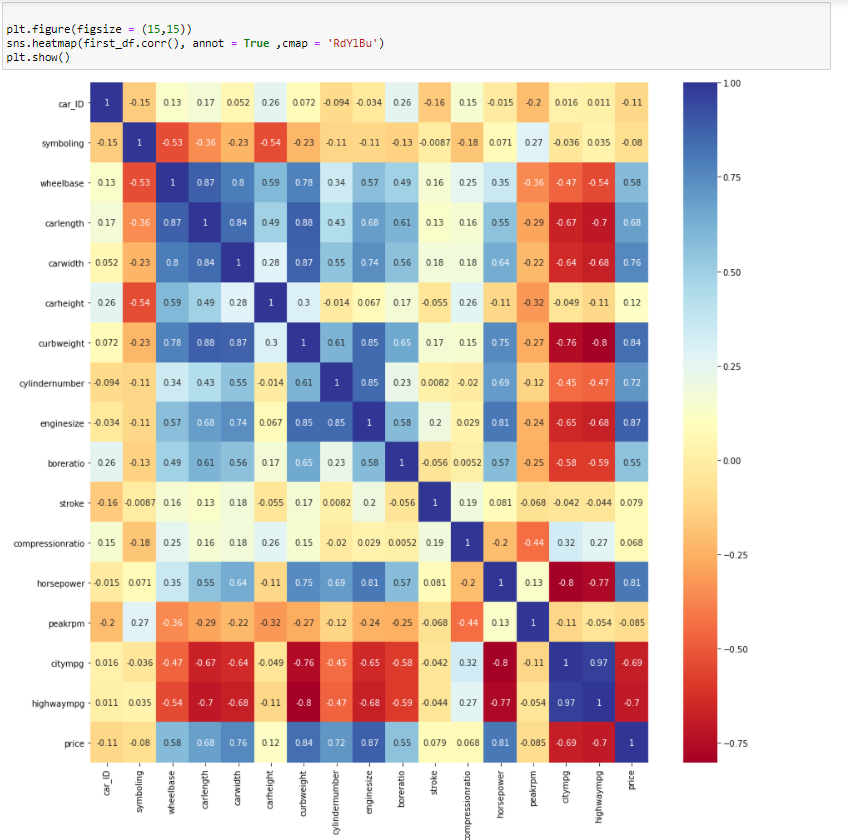 plt.figure(figsize = (15,15))
sns.heatmap(first_df.corr(), annot = True ,cmap = 'RdYlBu')
plt.show()
car_ID 1 -0.15 0.13 0.17 0.052 0.26 0.072 -0.094 -0.034 0.26 -0.16 0.15 -0.015 -0.2 0.016 0.011 -0.11
symboling -0.15 1 -0.53 -0.36 -0.23 -0.54 -0.23 -0.11 -0.11 -0.13 -0.0087 -0.18 0.071 0.27 -0.036 0.035 -0.08
wheelbase 0.13 -0.53 1 0.87 0.8 0.59 0.78 0.34 0.57 0.49 0.16 0.25 0.35 -0.36 -0.47 -0.54 0.58
carlength 0.17 -0.36 0.87 1 0.84 0.49 0.88 0.43 0.68 0.61 0.13 0.16 0.55 -0.29 -0.67 -0.7 0.68
carwidth 0.052 -0.23 0.8 0.84 1 0.28 0.87 0.55 0.74 0.56 0.18 0.18 0.64 -0.22 -0.64 -0.68 0.76
carheight 0.26 -0.54 0.59 0.49 0.28 1 0.3 -0.014 0.067 0.17 -0.055 0.26 -0.11 -0.32 -0.049 -0.11 0.12
curbweight 0.072 -0.23 0.78 0.88 0.87 0.3 1 0.61 0.85 0.65 0.17 0.15 0.75 -0.27 -0.76 -0.8 0.84
cylindernumber -0.094 -0.11 0.34 0.43 0.55 -0.014 0.61 1 0.85 0.23 0.0082 -0.02 0.69 -0.12 -0.45 -0.47 0.72
enginesize -0.034 -0.11 0.57 0.68 0.74 0.067 0.85 0.85 1 0.58 0.2 0.029 0.81 -0.24 -0.65 -0.68 0.87
boreratio 0.26 -0.13 0.49 0.61 0.56 0.17 0.65 0.23 0.58 1 -0.056 0.0052 0.57 -0.25 -0.58 -0.59 0.55
stroke -0.16 -0.0087 0.16 0.13 0.18 -0.055 0.17 0.0082 0.2 -0.056 1 0.19 0.081 -0.068 -0.042 -0.044 0.079
compressionratio 0.15 -0.18 0.25 0.16 0.18 0.26 0.15 -0.02 0.029 0.0052 0.19 1 -0.2 -0.44 0.32 0.27 0.068
horsepower -0.015 0.071 0.35 0.55 0.64 -0.11 0.75 0.69 0.81 0.57 0.081 -0.2 1 0.13 -0.8 -0.77 0.81
peakrpm -0.2 0.27 -0.36 -0.29 -0.22 -0.32 -0.27 -0.12 -0.24 -0.25 -0.068 -0.44 0.13 1 -0.11 -0.054 -0.085
citympg 0.016 -0.036 -0.47 -0.67 -0.64 -0.049 -0.76 -0.45 -0.65 -0.58 -0.042 0.32 -0.8 -0.11 1 0.97 -0.69
highwaympg 0.011 0.035 -0.54 -0.7 -0.68 -0.11 -0.8 -0.47 -0.68 -0.59 -0.044 0.27 -0.77 -0.054 0.97 1 -0.7
price -0.11 -0.08 0.58 0.68 0.76 0.12 0.84 0.72 0.87 0.55 0.079 0.068 0.81 -0.085 -0.69 -0.7 1
car_ID
symboling
wheelbase
carlength
carwidth
carheight
curbweight
cylindernumber
enginesize
boreratio
stroke
ompressionratio
horsepower
peakrpm
citympg
highwaympg
price
1.00
0.75
0.50
0.25
0.00
−0.25
−0.50
−0.75